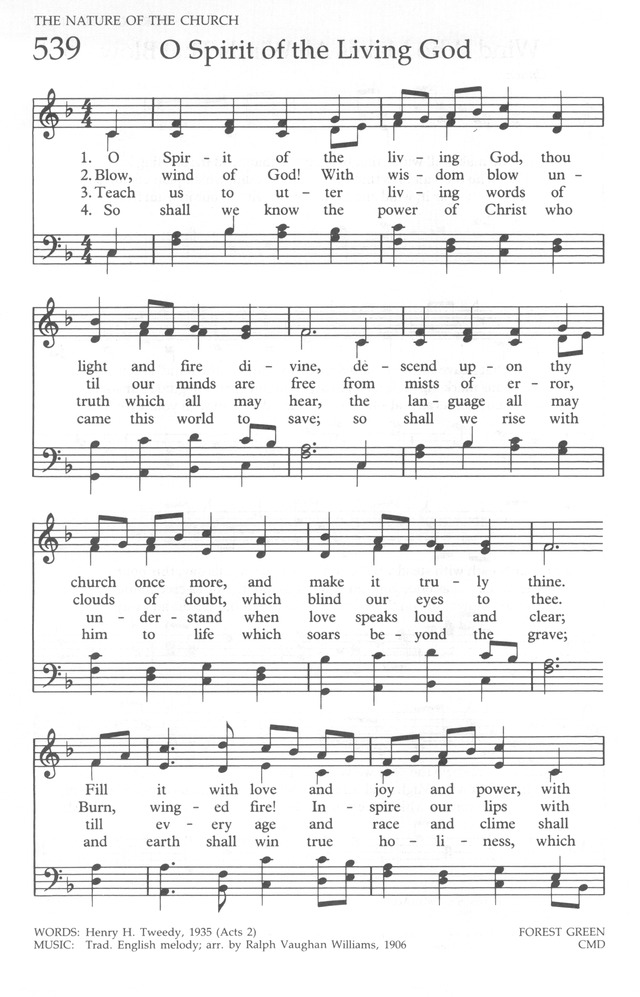 THE NATURE OF THE CHURCH
539 O Spirit of the Living God
1. O Spir – it of the liv – ing God, thou
2. Blow, wind of God! With wis – dom blow un –
3. Teach us to ut – ter liv – ing words of
4. So shall we know the power of Christ who
light and fire di – vine, de – scend up – on thy
til our minds are free from mists of er – ror,
truth which all may hear, the lan – guage all may
came this world to save; so shall we rise with
church once more, and make it tru – ly thine.
clouds of doubt, which blind our eyes to thee.
un – der – stand when love speaks loud and clear;
him to life which soars be – yond the grave;
Fill it with love and joy and power, with
Burn, wing – ed fire! In – spire our lips with
till ev – ery age and race and clime shall
and earth shall win true ho – li – ness, which
WORDS: Henry H. Tweedy, 1935 (Acts 2) FOREST GREEN
MUSIC: Trad. English melody; arr. by Ralph Vaughan Williams, 1906 CMD